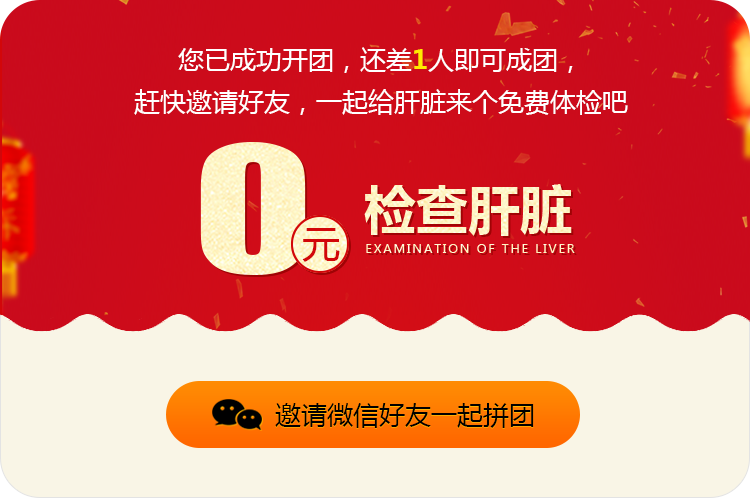 您已成功开团，还差1人即可成团，
赶快邀请好友，一起给肝脏来个免费体检吧
0元
检查肝脏
EXAMINATION OF THE LIVER
邀请微信好友一起拼团